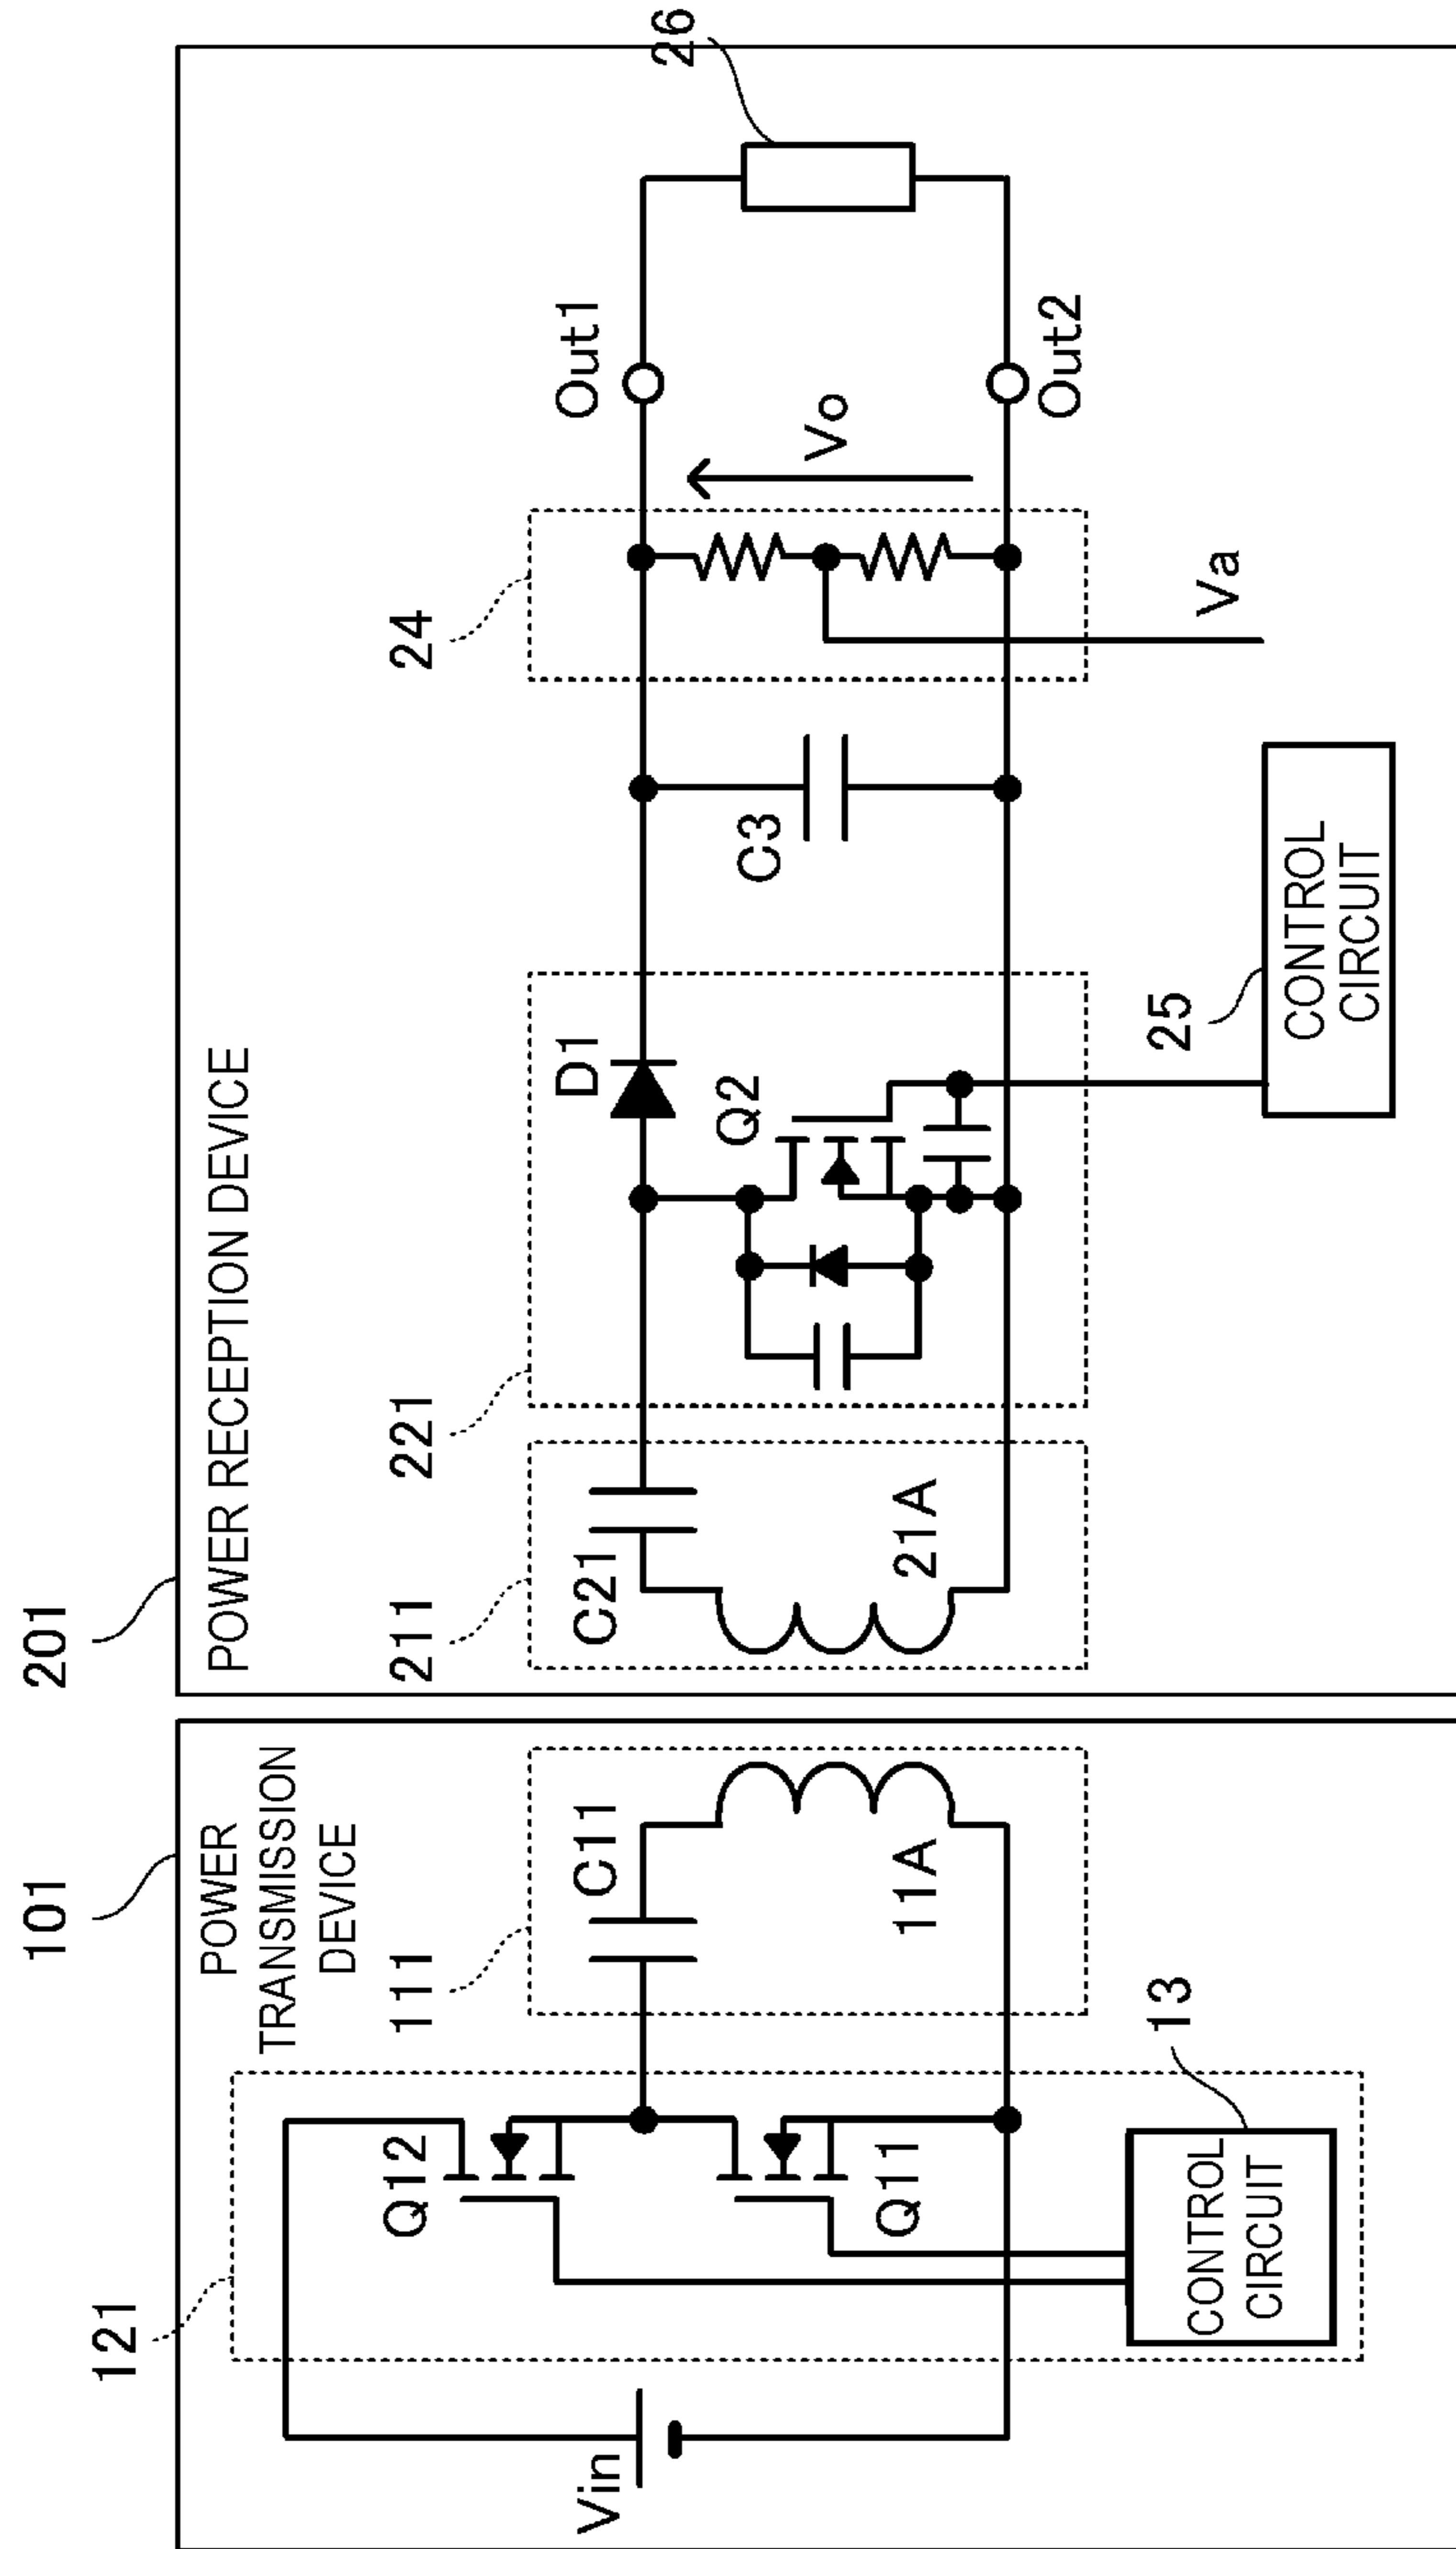 101
201
POWER
TRANSMISSION
DEVICE
POWER RECEPTION DEVICE
121
Q12
111
211
221
24
Vin
C11
C21
D1
Out1
26
Q2
C3
Vo
Q11
11A
21A
Out2
13
25
Va
CONTROL
CIRCUIT
CONTROL
CIRCUIT